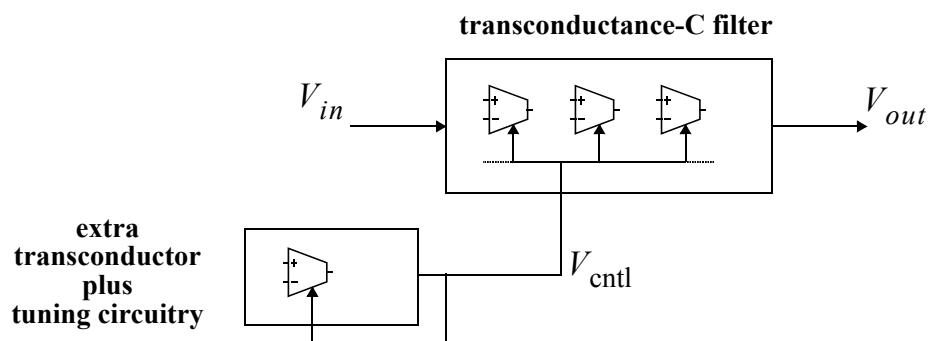 transconductance-C filter
V_in
V_out
extra
transconductor
plus
tuning circuitry
V_cntl